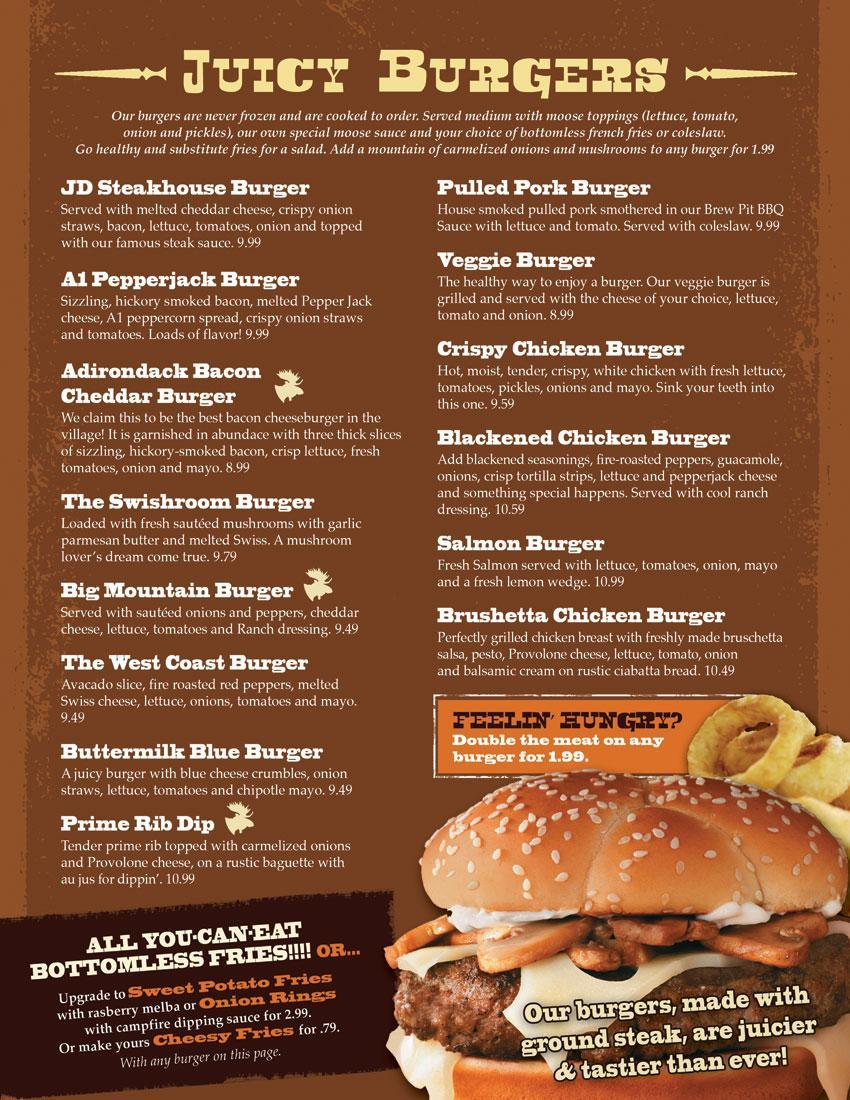 Juicy Burgers
Our burgers are never frozen and are cooked to order. Served medium with moose toppings (lettuce, tomato,
onion and pickles), our own special moose sauce and your choice of bottomless french fries or coleslaw.
Go healthy and substitute fries for a salad. Add a mountain of carmelized onions and mushrooms to any burger for 1.99
JD Steakhouse Burger
Served with melted cheddar cheese, crispy onion
straws, bacon, lettuce, tomatoes, onion and topped
with our famous steak sauce. 9.99
A1 Pepperjack Burger
Sizzling, hickory smoked bacon, melted Pepper Jack
cheese, A1 peppercorn spread, crispy onion straws
and tomatoes. Loads of flavor! 9.99
Adirondack Bacon
Cheddar Burger
We claim this to be the best bacon cheeseburger in the
village! It is garnished in abundace with three thick slices
of sizzling, hickory-smoked bacon, crisp lettuce, fresh
tomatoes, onion and mayo. 8.99
The Swishroom Burger
Loaded with fresh sautéed mushrooms with garlic
parmesan butter and melted Swiss. A mushroom
lover's dream come true. 9.79
Big Mountain Burger
Served with sautéed onions and peppers, cheddar
cheese, lettuce, tomatoes and Ranch dressing. 9.49
The West Coast Burger
Avacado slice, fire roasted red peppers, melted
Swiss cheese, lettuce, onions, tomatoes and mayo.
9.49
Buttermilk Blue Burger
A juicy burger with blue cheese crumbles, onion
straws, lettuce, tomatoes and chipotle mayo. 9.49
Prime Rib Dip
Tender prime rib topped with carmelized onions
and Provolone cheese, on a rustic baguette with
au jus for dippin'. 10.99
Pulled Pork Burger
House smoked pulled pork smothered in our Brew Pit BBQ
Sauce with lettuce and tomato. Served with coleslaw. 9.99
Veggie Burger
The healthy way to enjoy a burger. Our veggie burger is
grilled and served with the cheese of your choice, lettuce,
tomato and onion. 8.99
Crispy Chicken Burger
Hot, moist, tender, crispy, white chicken with fresh lettuce,
tomatoes, pickles, onions and mayo. Sink your teeth into
this one. 9.59
Blackened Chicken Burger
Add blackened seasonings, fire-roasted peppers, guacamole,
onions, crisp tortilla strips, lettuce and pepperjack cheese
and something special happens. Served with cool ranch
dressing. 10.59
Salmon Burger
Fresh Salmon served with lettuce, tomatoes, onion, mayo
and a fresh lemon wedge. 10.99
Brushetta Chicken Burger
Perfectly grilled chicken breast with freshly made bruschetta
salsa, pesto, Provolone cheese, lettuce, tomato, onion
and balsamic cream on rustic ciabatta bread. 10.49
FEELIN' HUNGRY?
Double the meat on any
burger for 1.99.
ALL YOU-CAN-EAT
BOTTOMLESS FRIES!!!! OR...
Upgrade to Sweet Potato Fries
with rasberry melba or Onion Rings
with campfire dipping sauce for 2.99.
Or make yours Cheesy Fries for .79.
With any burger on this page.
Our burgers, made with
ground steak, are juicier
& tastier than ever!